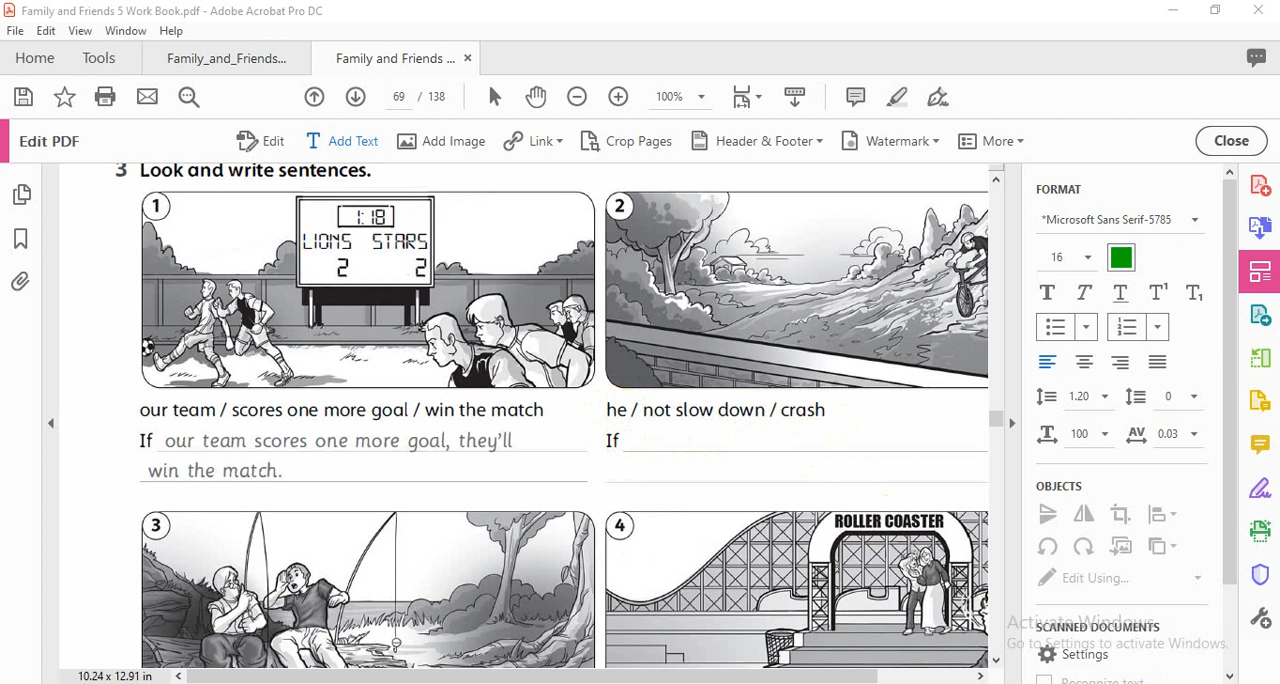 Family and Friends 5 Work Book.pdf - Adobe Acrobat Pro DC
File Edit View Window Help
Home Tools Family_and_Friends... Family and Friends ... ×
69 / 138 100%
Edit PDF Edit Add Text Add Image Link Crop Pages Header & Footer Watermark More Close
3 Look and write sentences.
1
1:18
LIONS STARS
2 2
our team / scores one more goal / win the match
If our team scores one more goal, they'll
win the match.
2
he / not slow down / crash
If
3
4
ROLLER COASTER
10.24 x 12.91 in
FORMAT
*Microsoft Sans Serif-5785
16
1.20 0
100 AV 0.03
OBJECTS
Edit Using...
SCANNED DOCUMENTS
Settings
Recognize text
Activate Windows
Go to Settings to activate Windows.